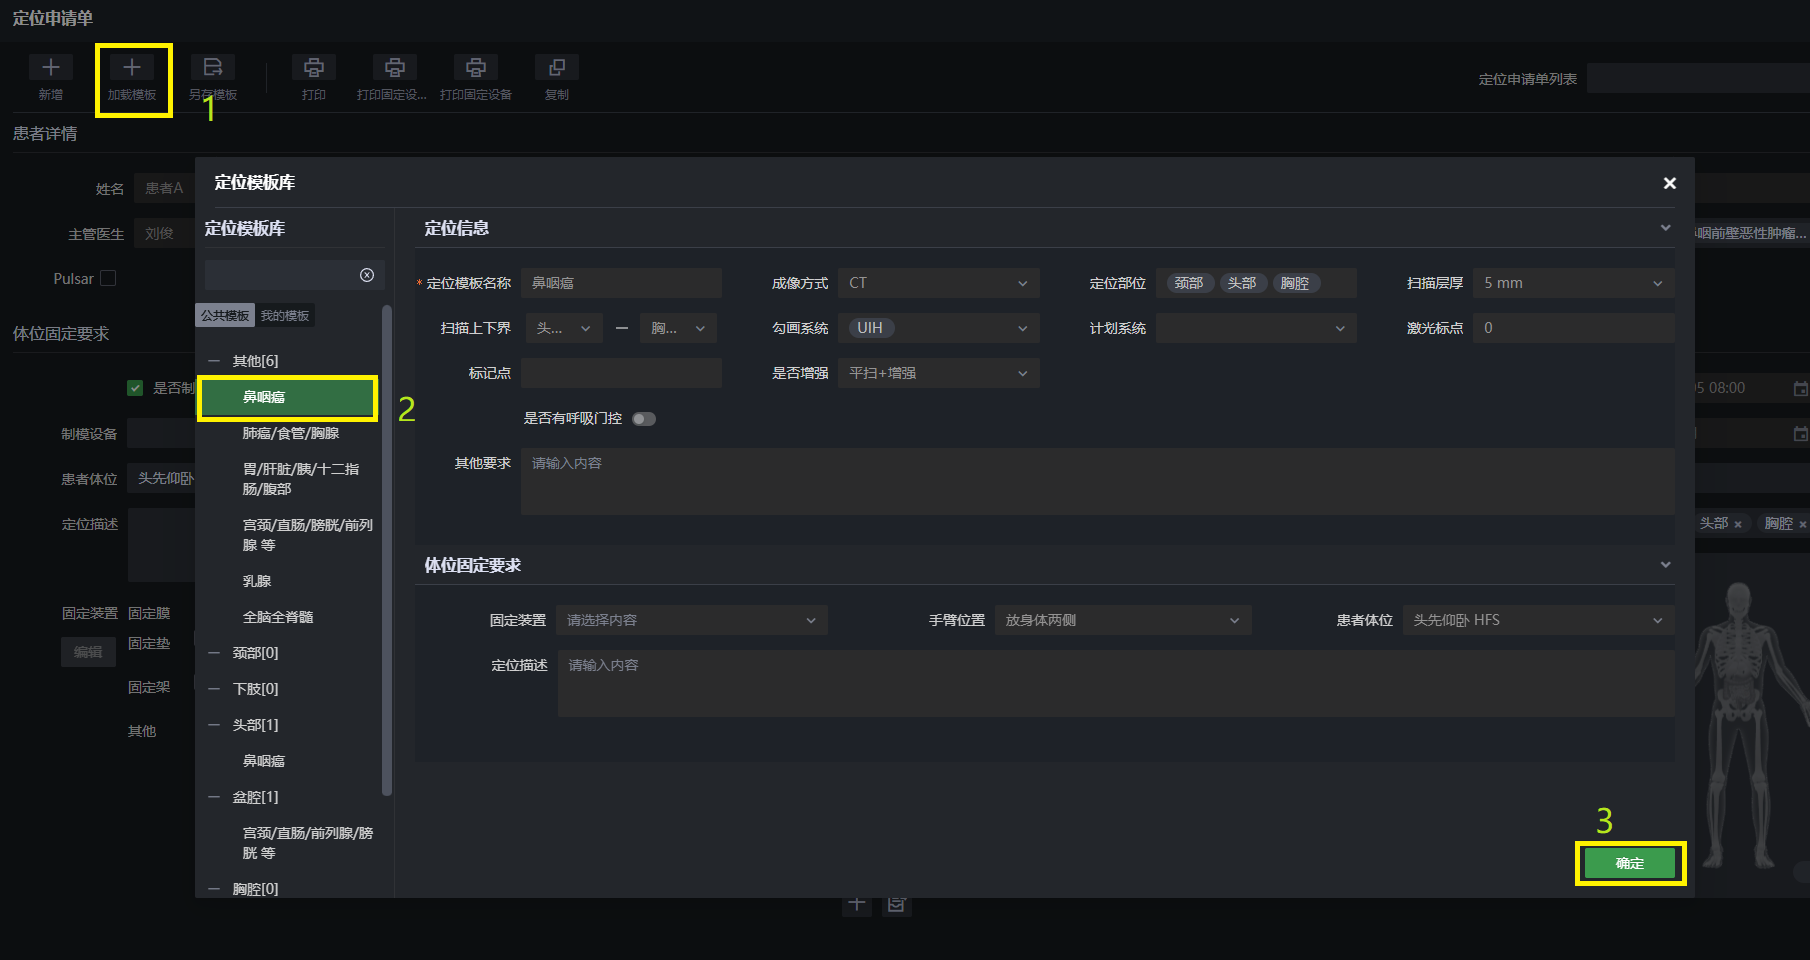 定位申请单
新增
加载模板
另存模板
打印
打印固定设...
打印固定设备
复制
定位申请单列表
1
患者详情
姓名 患者A
主管医生 刘俊
Pulsar
体位固定要求
是否制
制模设备
患者体位 头先仰卧
定位描述
固定装置 固定膜
编辑
固定垫
固定架
其他
定位模板库
定位模板库
公共模板 我的模板
其他[6]
鼻咽癌
2
肺癌/食管/胸腺
胃/肝脏/胰/十二指
肠/腹部
宫颈/直肠/膀胱/前列
腺 等
乳腺
全脑全脊髓
颈部[0]
下肢[0]
头部[1]
鼻咽癌
盆腔[1]
宫颈/直肠/前列腺/膀
胱 等
胸腔[0]
定位信息
* 定位模板名称 鼻咽癌 成像方式 CT 定位部位 颈部 头部 胸腔 扫描层厚 5 mm
扫描上下界 头... — 胸... 勾画系统 UIH 计划系统 激光标点 0
标记点 是否增强 平扫+增强
是否有呼吸门控
其他要求 请输入内容
体位固定要求
固定装置 请选择内容 手臂位置 放身体两侧 患者体位 头先仰卧 HFS
定位描述 请输入内容
3
确定
咽前壁恶性肿瘤...
08:00
头部 × 胸腔 ×